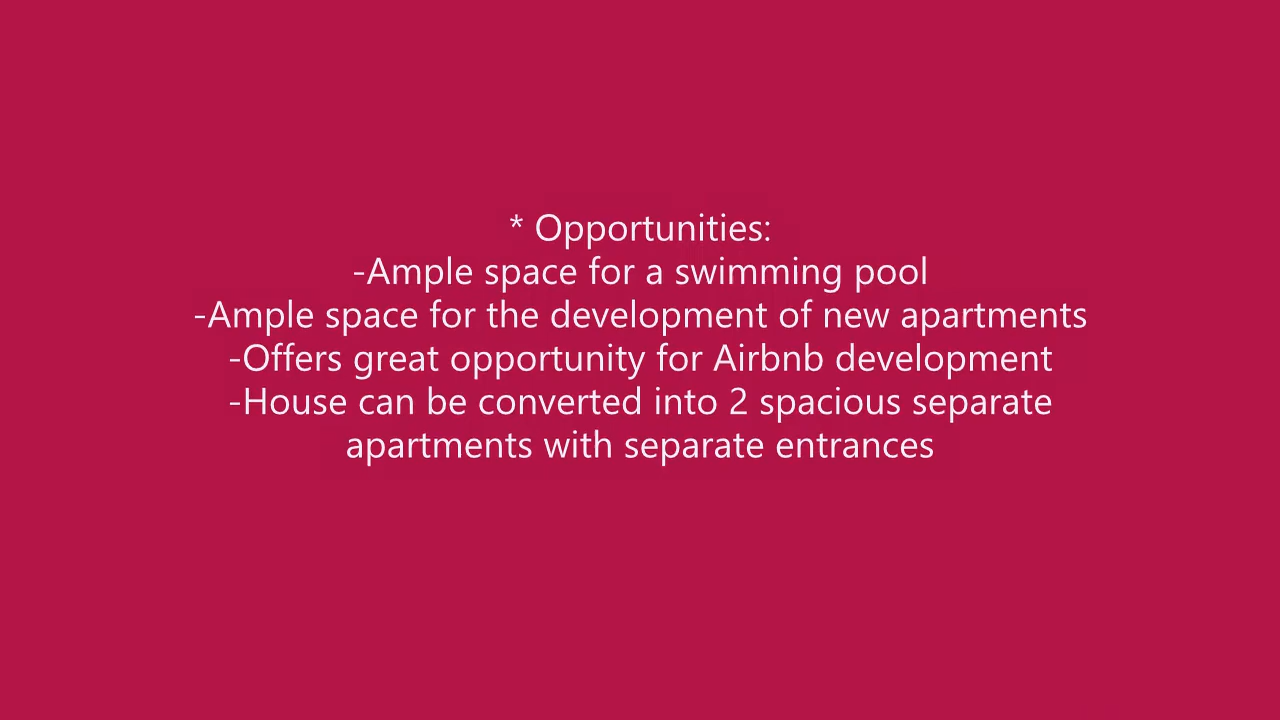 * Opportunities:
-Ample space for a swimming pool
-Ample space for the development of new apartments
-Offers great opportunity for Airbnb development
-House can be converted into 2 spacious separate
apartments with separate entrances